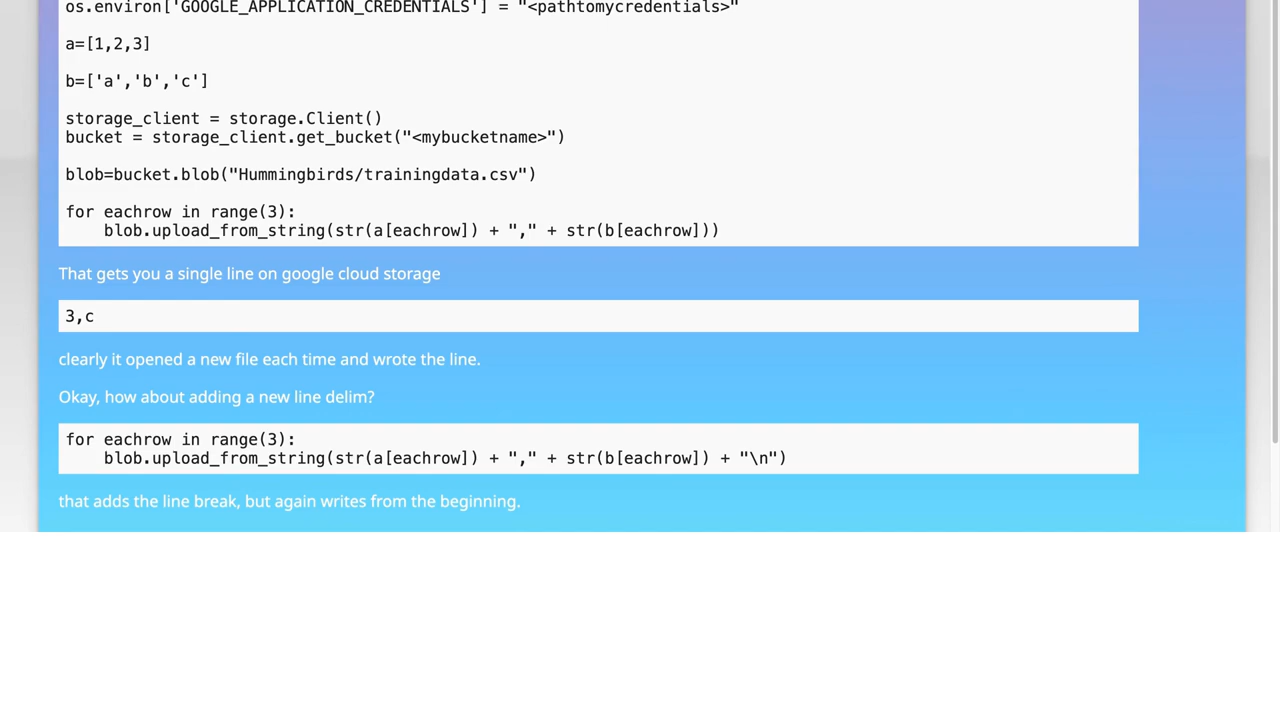 os.environ['GOOGLE_APPLICATION_CREDENTIALS'] = "<pathtomycredentials>"
a=[1,2,3]
b=['a','b','c']
storage_client = storage.Client()
bucket = storage_client.get_bucket("<mybucketname>")
blob=bucket.blob("Hummingbirds/trainingdata.csv")
for eachrow in range(3):
    blob.upload_from_string(str(a[eachrow]) + "," + str(b[eachrow]))
That gets you a single line on google cloud storage
3,c
clearly it opened a new file each time and wrote the line.
Okay, how about adding a new line delim?
for eachrow in range(3):
    blob.upload_from_string(str(a[eachrow]) + "," + str(b[eachrow]) + "\n")
that adds the line break, but again writes from the beginning.